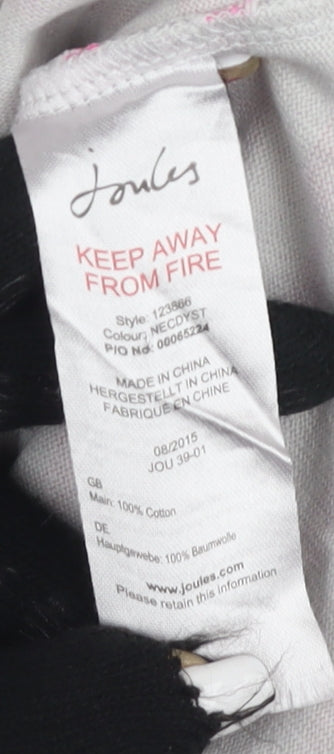 Joules
KEEP AWAY
FROM FIRE
Style: 123866
Colour: NECDYST
P/O No: 00065224
MADE IN CHINA
HERGESTELLT IN CHINA
FABRIQUÉ EN CHINE
08/2015
JOU 39-01
GB
Main: 100% Cotton
DE
Hauptgewebe: 100% Baumwolle
www.joules.com
Please retain this information